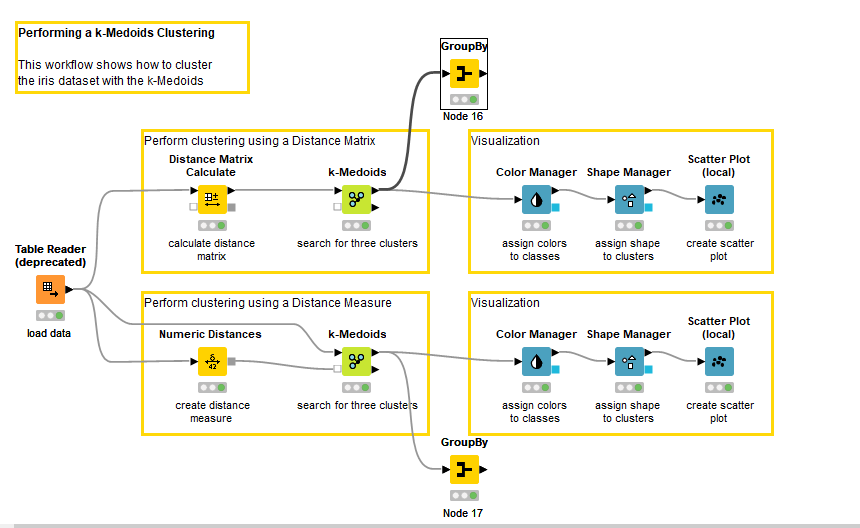 Performing a k-Medoids Clustering
This workflow shows how to cluster
the iris dataset with the k-Medoids
GroupBy
Node 16
Perform clustering using a Distance Matrix
Distance Matrix
Calculate
calculate distance
matrix
k-Medoids
search for three clusters
Visualization
Color Manager
assign colors
to classes
Shape Manager
assign shape
to clusters
Scatter Plot
(local)
create scatter
plot
Table Reader
(deprecated)
load data
Perform clustering using a Distance Measure
Numeric Distances
δ
42
create distance
measure
k-Medoids
search for three clusters
Visualization
Color Manager
assign colors
to classes
Shape Manager
assign shape
to clusters
Scatter Plot
(local)
create scatter
plot
GroupBy
Node 17